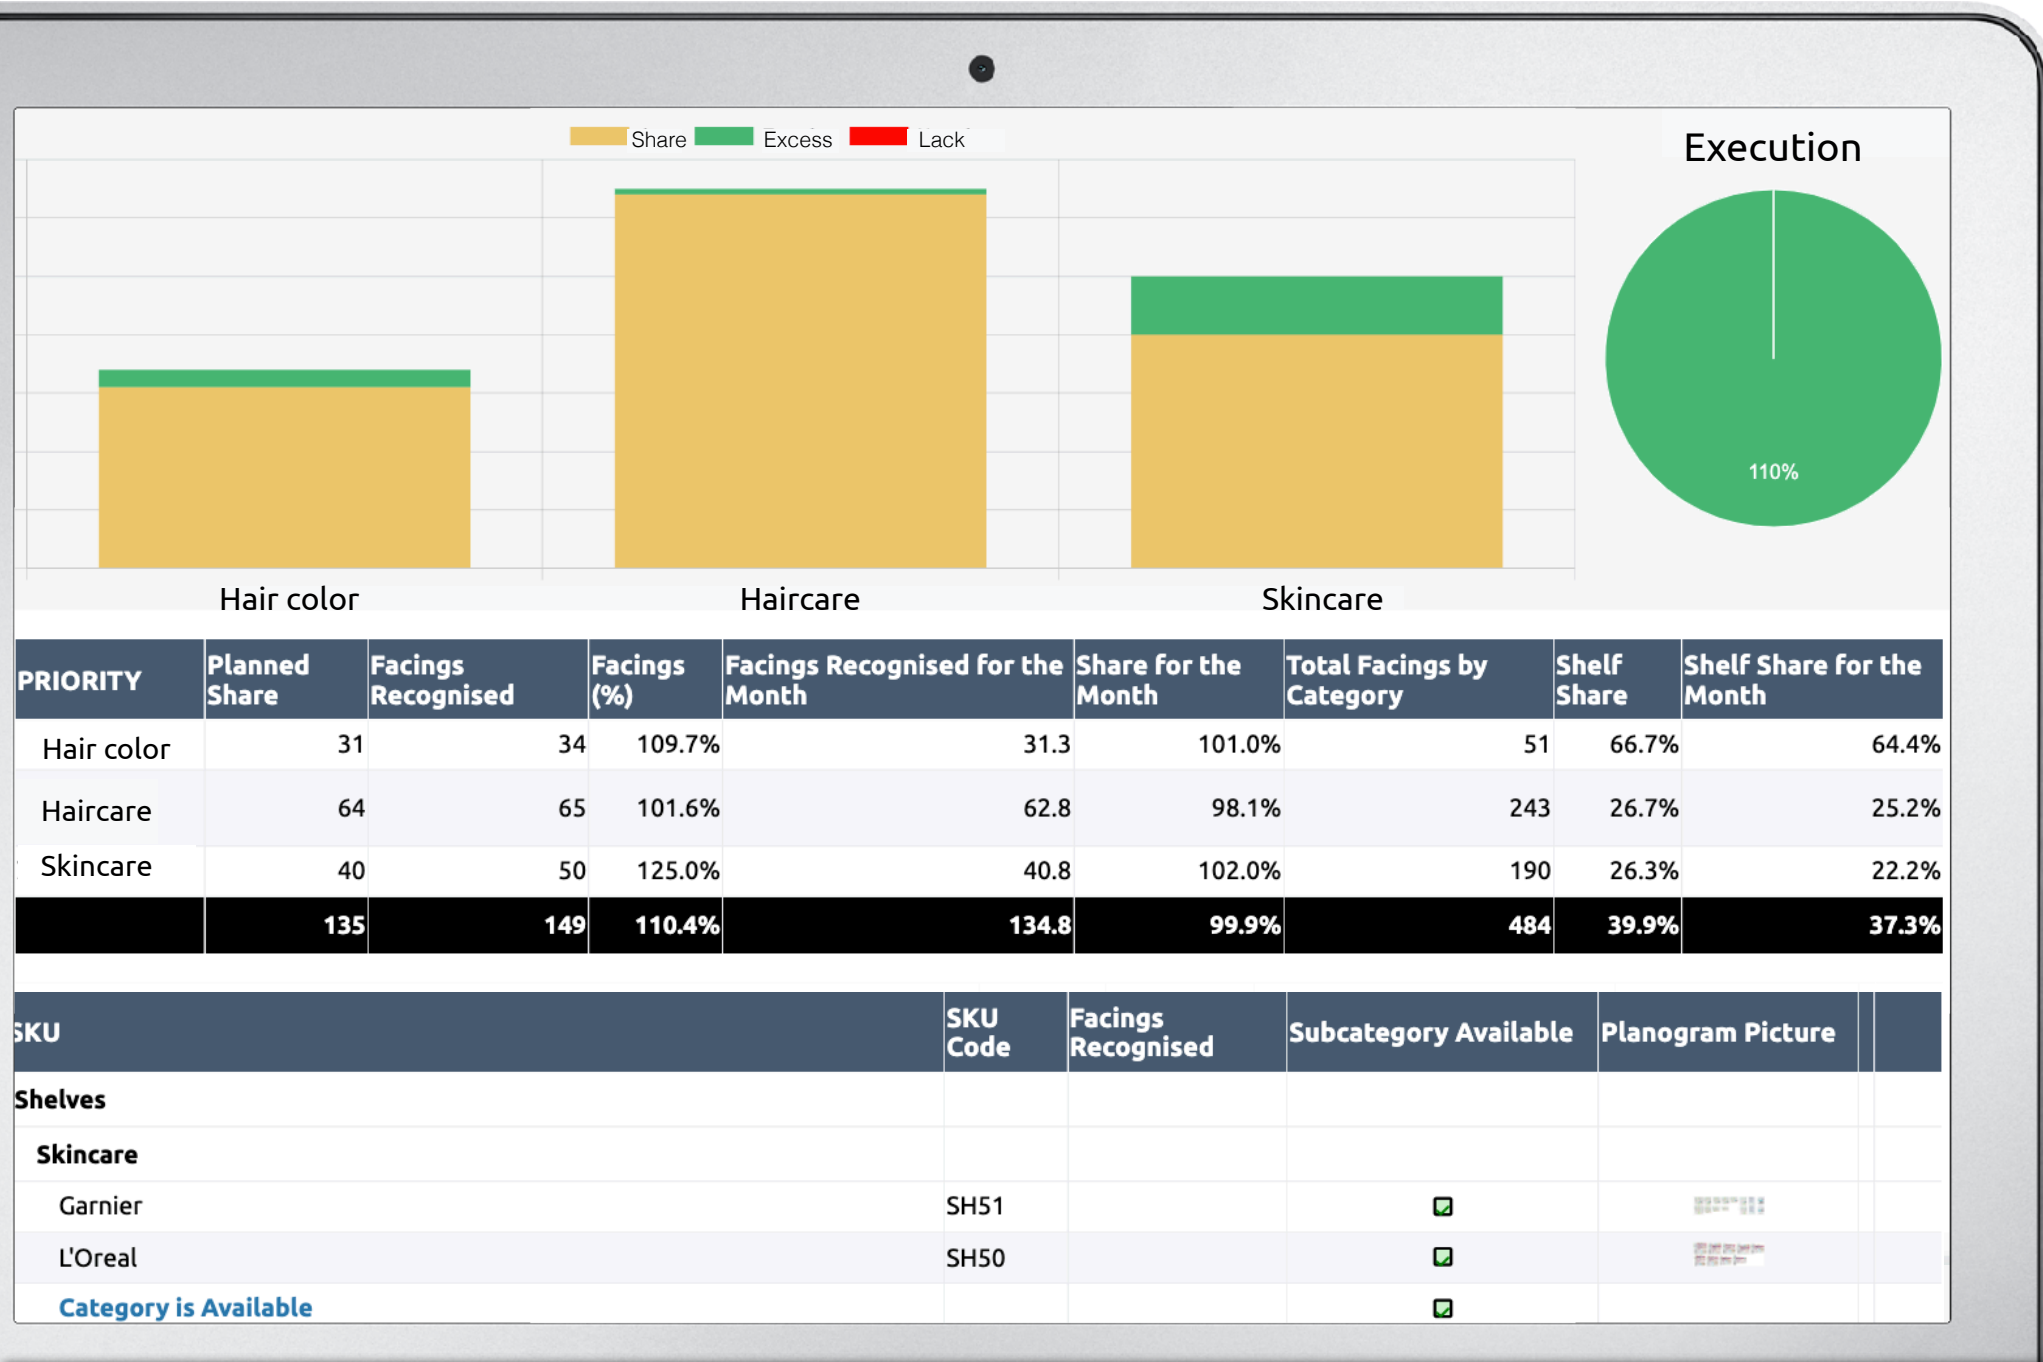 Share Excess Lack
Execution
110%
Hair color Haircare Skincare
PRIORITY Planned Share Facings Recognised Facings (%) Facings Recognised for the Month Share for the Month Total Facings by Category Shelf Share Shelf Share for the Month
Hair color 31 34 109.7% 31.3 101.0% 51 66.7% 64.4%
Haircare 64 65 101.6% 62.8 98.1% 243 26.7% 25.2%
Skincare 40 50 125.0% 40.8 102.0% 190 26.3% 22.2%
135 149 110.4% 134.8 99.9% 484 39.9% 37.3%
SKU SKU Code Facings Recognised Subcategory Available Planogram Picture
Shelves
Skincare
Garnier SH51
L'Oreal SH50
Category is Available